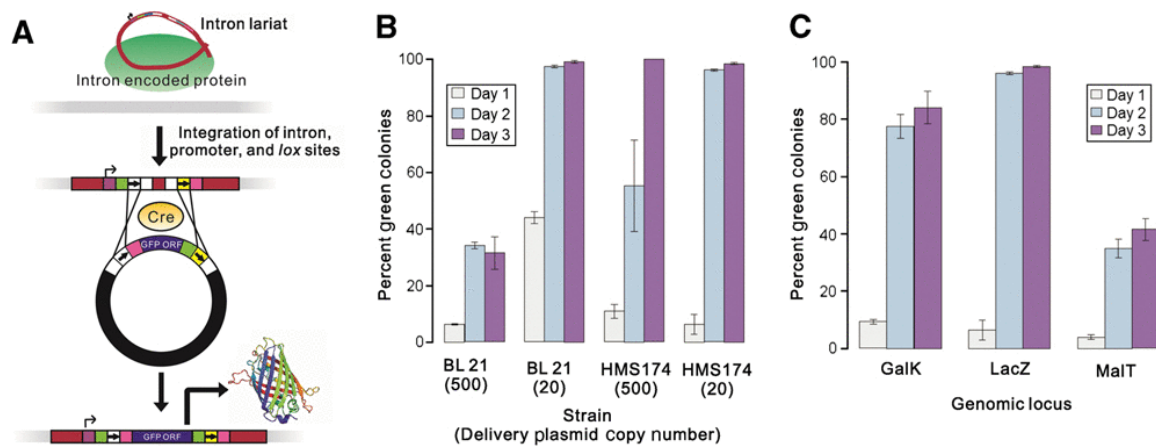 A
Intron lariat
Intron encoded protein
Integration of intron,
promoter, and lox sites
Cre
GFP ORF
GFP ORF
B
Percent green colonies
100
80
60
40
20
0
Day 1
Day 2
Day 3
BL 21
(500)
BL 21
(20)
HMS174
(500)
HMS174
(20)
Strain
(Delivery plasmid copy number)
C
Percent green colonies
100
80
60
40
20
0
Day 1
Day 2
Day 3
GalK
LacZ
MalT
Genomic locus